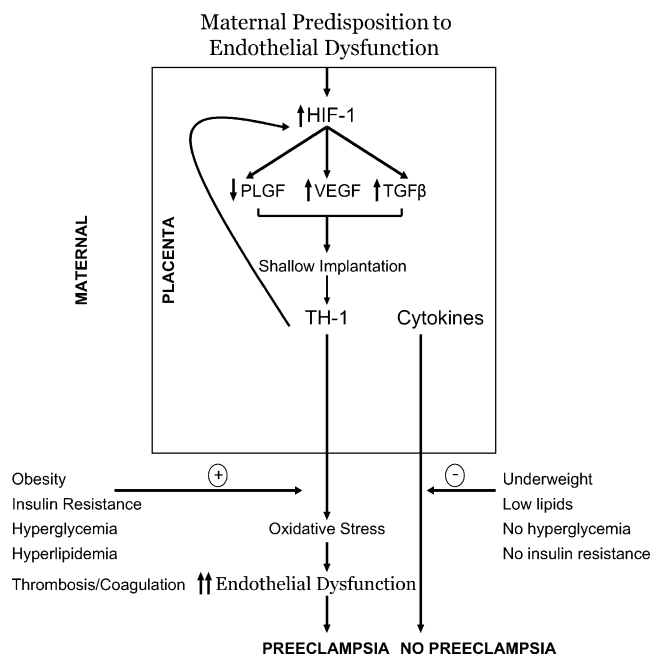 Maternal Predisposition to
Endothelial Dysfunction
↑HIF-1
↓PLGF ↑VEGF ↑TGFβ
MATERNAL
PLACENTA
Shallow Implantation
TH-1 Cytokines
Obesity
Insulin Resistance
Hyperglycemia
Hyperlipidemia
Thrombosis/Coagulation
+
-
Underweight
Low lipids
No hyperglycemia
No insulin resistance
Oxidative Stress
↑↑ Endothelial Dysfunction
PREECLAMPSIA NO PREECLAMPSIA